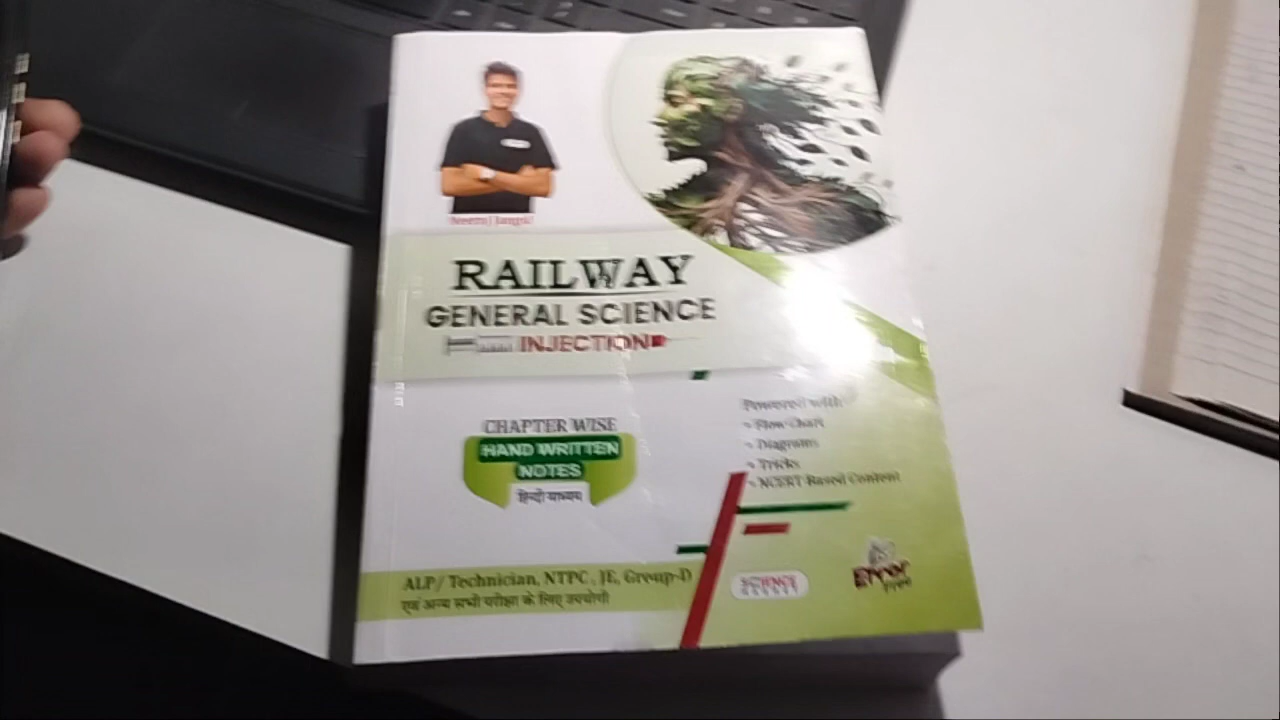 Neeraj Jangid
RAILWAY
GENERAL SCIENCE
INJECTION
CHAPTER WISE
HAND WRITTEN
NOTES
हिन्दी माध्यम
Powered with
Flow Chart
Diagrams
Tricks
NCERT Based Content
ALP/ Technician, NTPC , JE, Group-D
एवं अन्य सभी परीक्षा के लिए उपयोगी
SCIENCE